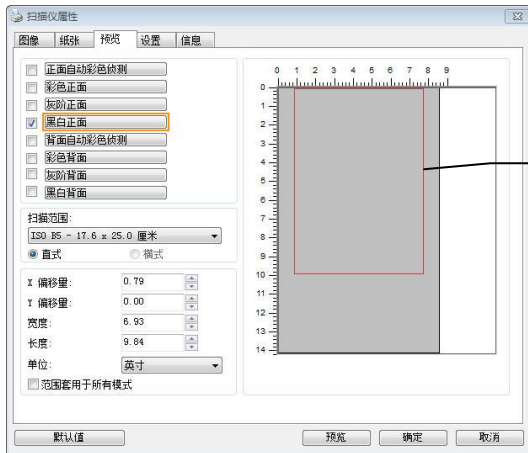 扫描仪属性
图像 纸张 预览 设置 信息
正面自动彩色侦测
彩色正面
灰阶正面
黑白正面
背面自动彩色侦测
彩色背面
灰阶背面
黑白背面
扫描范围:
ISO B5 - 17.6 x 25.0 厘米
直式 横式
X 偏移量: 0.79
Y 偏移量: 0.00
宽度: 6.93
长度: 9.84
单位: 英寸
范围套用于所有模式
0 1 2 3 4 5 6 7 8 9
0
1
2
3
4
5
6
7
8
9
10
11
12
13
14
默认值 预览 确定 取消